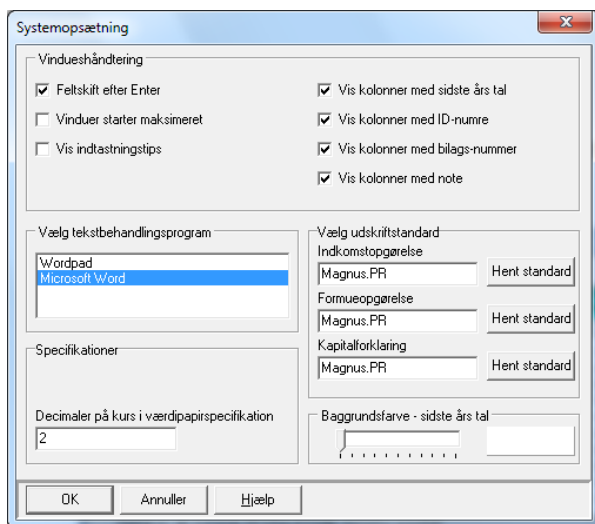 Systemopsætning
Vindueshåndtering
Feltskift efter Enter
Vinduer starter maksimeret
Vis indtastningstips
Vis kolonner med sidste års tal
Vis kolonner med ID-numre
Vis kolonner med bilags-nummer
Vis kolonner med note
Vælg tekstbehandlingsprogram
Wordpad
Microsoft Word
Vælg udskriftstandard
Indkomstopgørelse
Magnus.PR
Hent standard
Formueopgørelse
Magnus.PR
Hent standard
Kapitalforklaring
Magnus.PR
Hent standard
Specifikationer
Decimaler på kurs i værdipapirspecifikation
2
Baggrundsfarve - sidste års tal
OK
Annuller
Hjælp